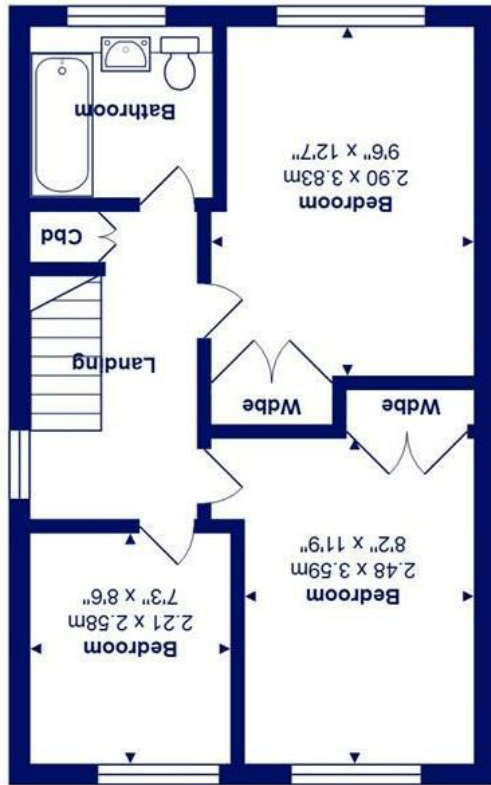 Bedroom
2.48 x 3.59m
8'2" x 11'9"
Bedroom
2.21 x 2.58m
7'3" x 8'6"
Wdbe
Wdbe
Landing
Cbd
Bedroom
2.90 x 3.83m
9'6" x 12'7"
Bathroom